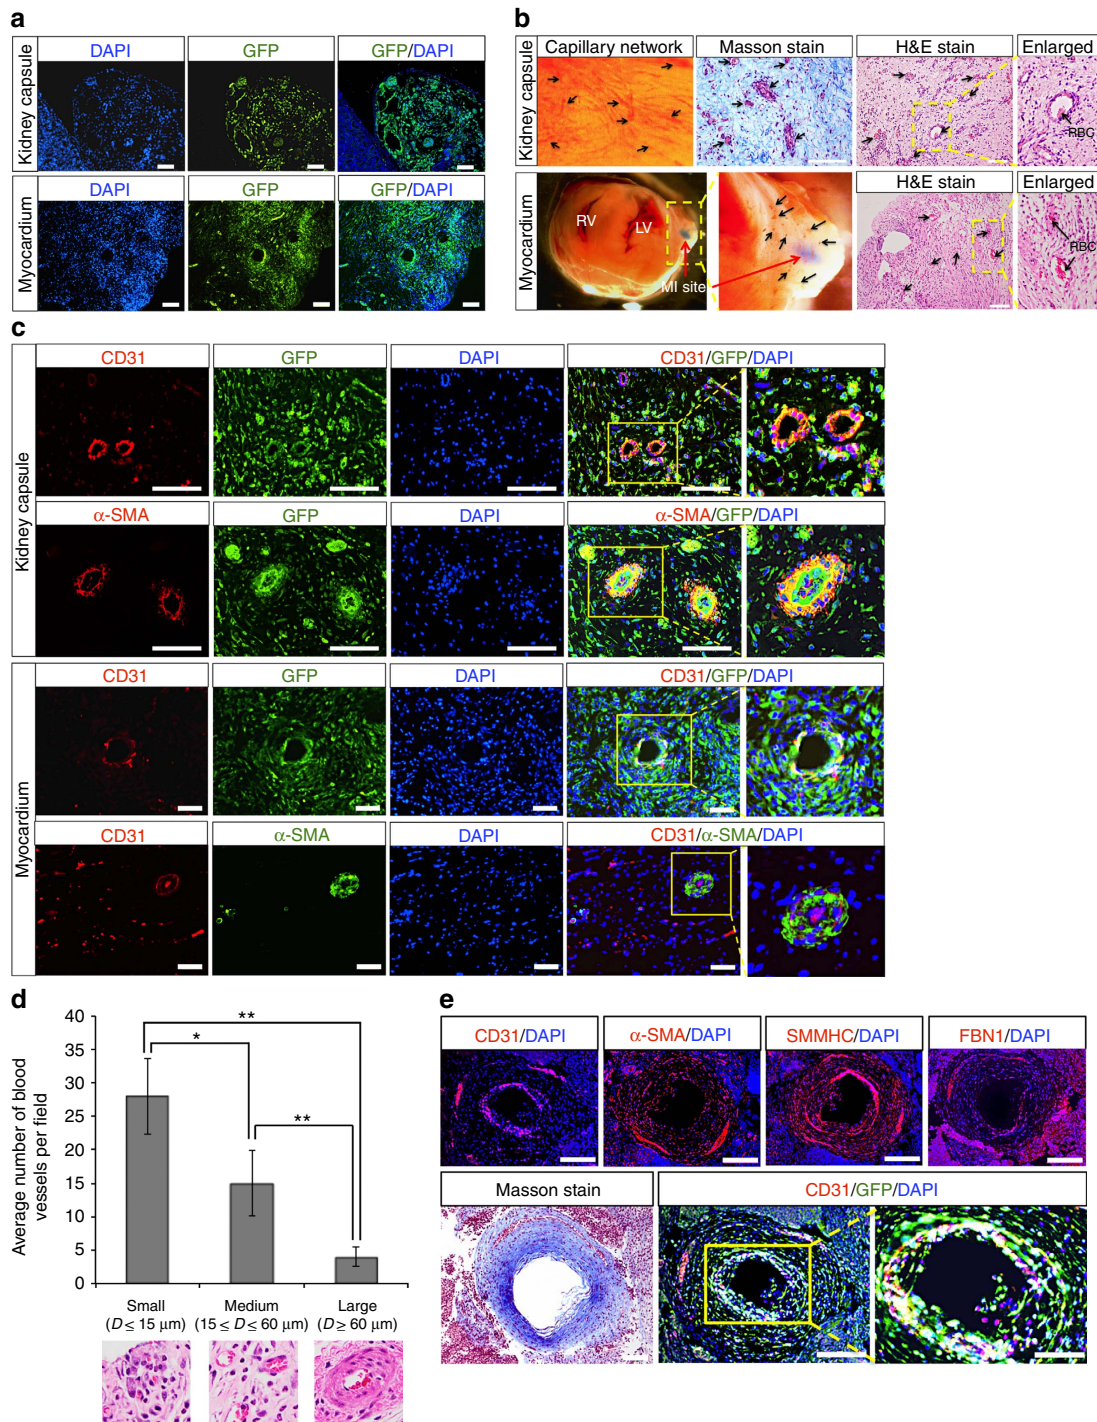 a
DAPI GFP GFP/DAPI
Kidney capsule
DAPI GFP GFP/DAPI
Myocardium
b
Capillary network Masson stain H&E stain Enlarged
Kidney capsule
RBC
H&E stain Enlarged
Myocardium
RV LV
MI site
RBC
c
CD31 GFP DAPI CD31/GFP/DAPI
Kidney capsule
α-SMA GFP DAPI α-SMA/GFP/DAPI
CD31 GFP DAPI CD31/GFP/DAPI
Myocardium
CD31 α-SMA DAPI CD31/α-SMA/DAPI
d
Average number of blood
vessels per field
40
35
30
25
20
15
10
5
0
**
*
**
Small Medium Large
(D ≤ 15 μm) (15 < D ≤ 60 μm) (D ≥ 60 μm)
e
CD31/DAPI α-SMA/DAPI SMMHC/DAPI FBN1/DAPI
Masson stain CD31/GFP/DAPI